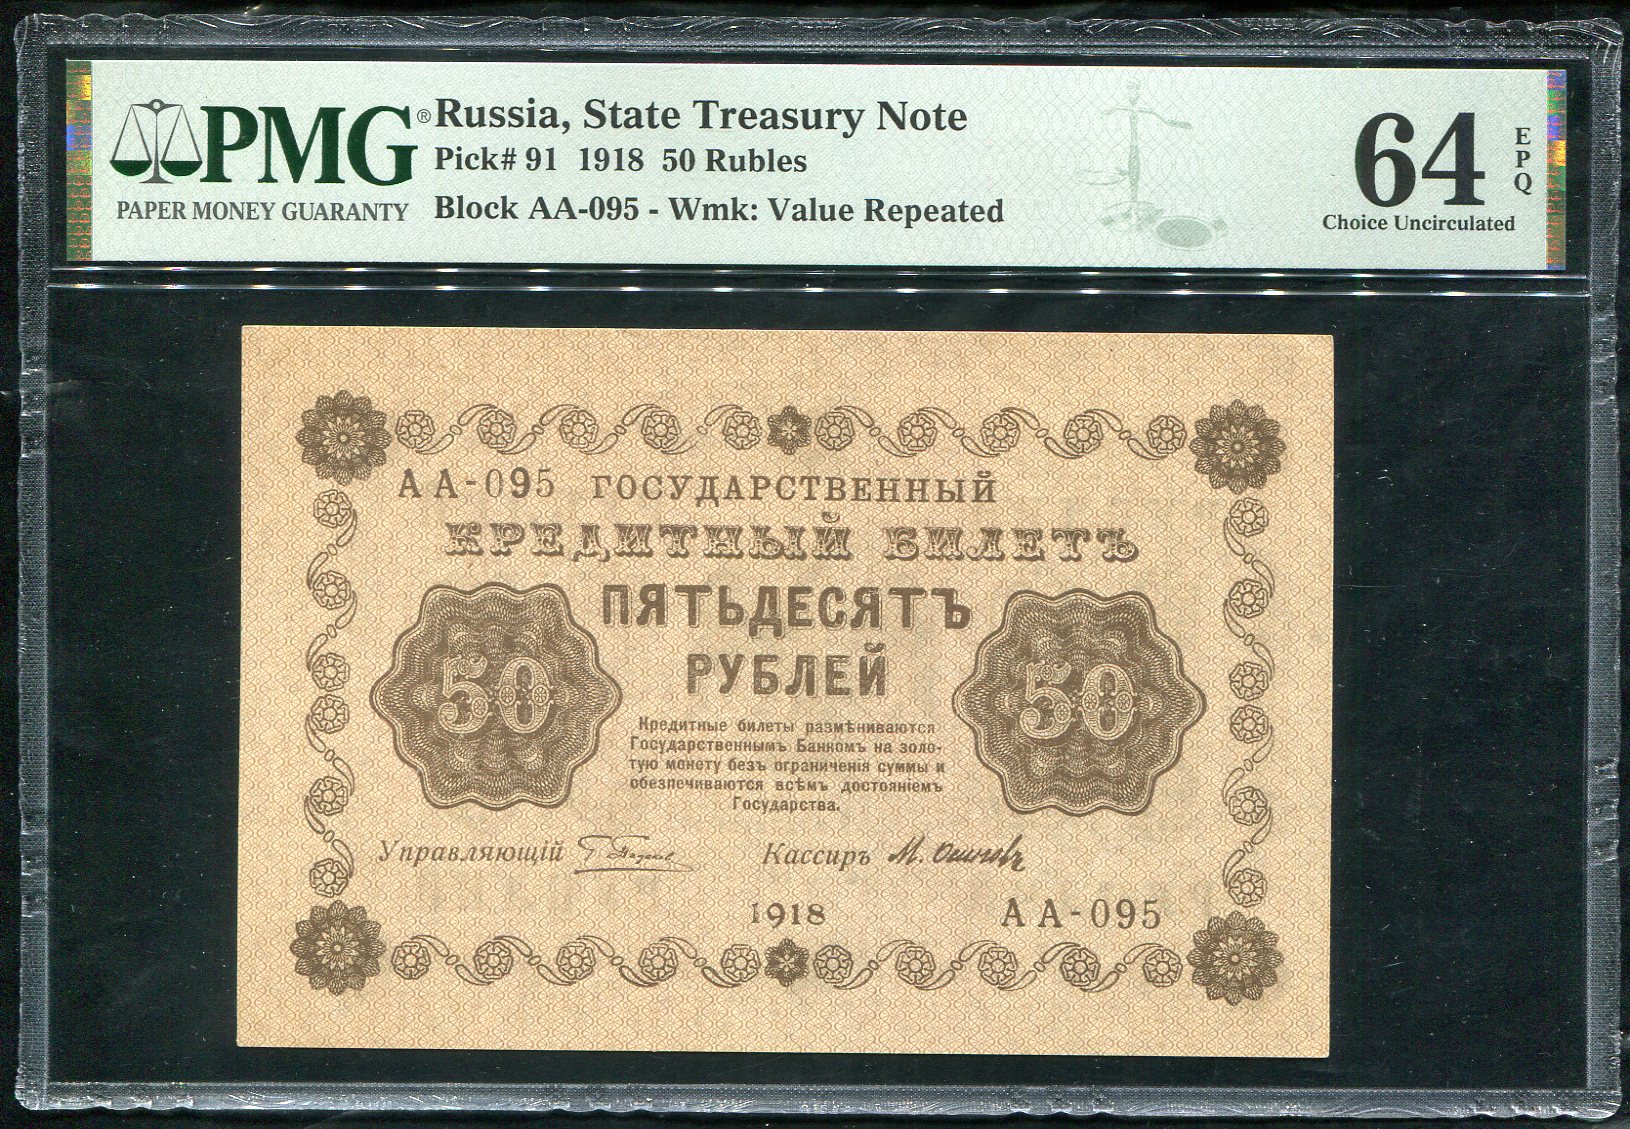 PMG®
PAPER MONEY GUARANTY
Russia, State Treasury Note
Pick# 91 1918 50 Rubles
Block AA-095 - Wmk: Value Repeated
64
EPQ
Choice Uncirculated
АА-095 ГОСУДАРСТВЕННЫЙ
КРЕДИТНЫЙ БИЛЕТЪ
ПЯТЬДЕСЯТЪ
РУБЛЕЙ
50
50
Кредитные билеты размѣниваются
Государственнымъ Банкомъ на золо-
тую монету безъ ограниченія суммы и
обезпечиваются всѣмъ достояніемъ
Государства.
Управляющій
Кассиръ
1918
АА-095